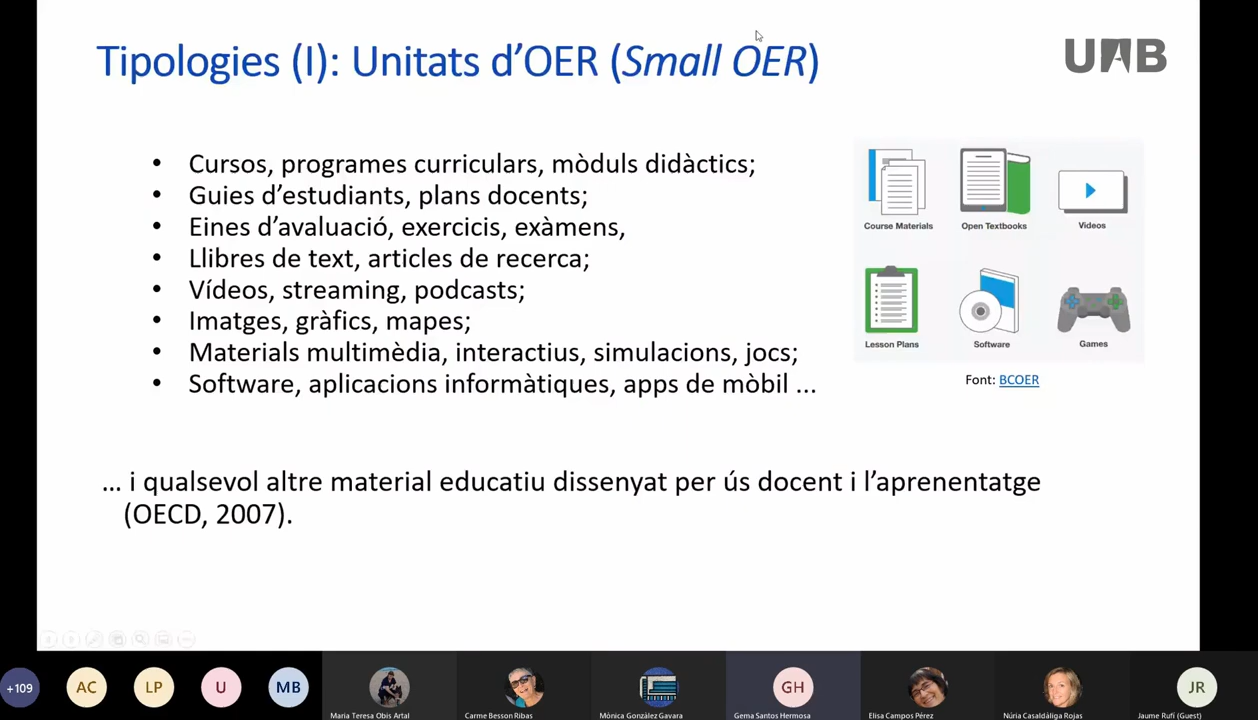 Tipologies (I): Unitats d'OER (Small OER)
UAB
• Cursos, programes curriculars, mòduls didàctics;
• Guies d'estudiants, plans docents;
• Eines d'avaluació, exercicis, exàmens,
• Llibres de text, articles de recerca;
• Vídeos, streaming, podcasts;
• Imatges, gràfics, mapes;
• Materials multimèdia, interactius, simulacions, jocs;
• Software, aplicacions informàtiques, apps de mòbil ...
Course Materials
Open Textbooks
Videos
Lesson Plans
Software
Games
Font: BCOER
... i qualsevol altre material educatiu dissenyat per ús docent i l'aprenentatge
(OECD, 2007).
+109
AC
LP
U
MB
GH
JR
Maria Teresa Obis Artal
Carme Besson Ribas
Mònica González Gavara
Gema Santos Hermosa
Elisa Campos Pérez
Núria Casaldàliga Rojas
Jaume Rufí (Guest)